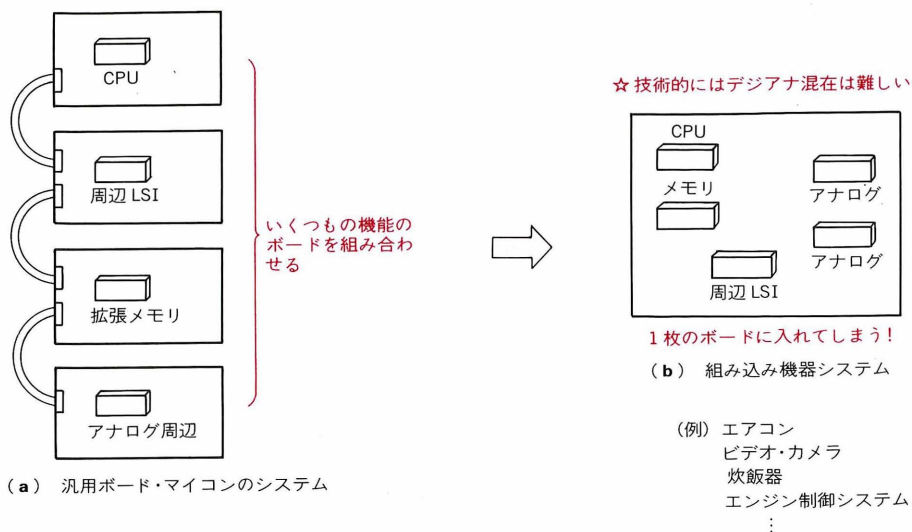 CPU
周辺 LSI
拡張メモリ
アナログ周辺
いくつもの機能の
ボードを組み合わ
せる
(a) 汎用ボード・マイコンのシステム
☆技術的にはデジアナ混在は難しい
CPU
メモリ
アナログ
アナログ
周辺 LSI
1枚のボードに入れてしまう!
(b) 組み込み機器システム
(例) エアコン
ビデオ・カメラ
炊飯器
エンジン制御システム
⋮